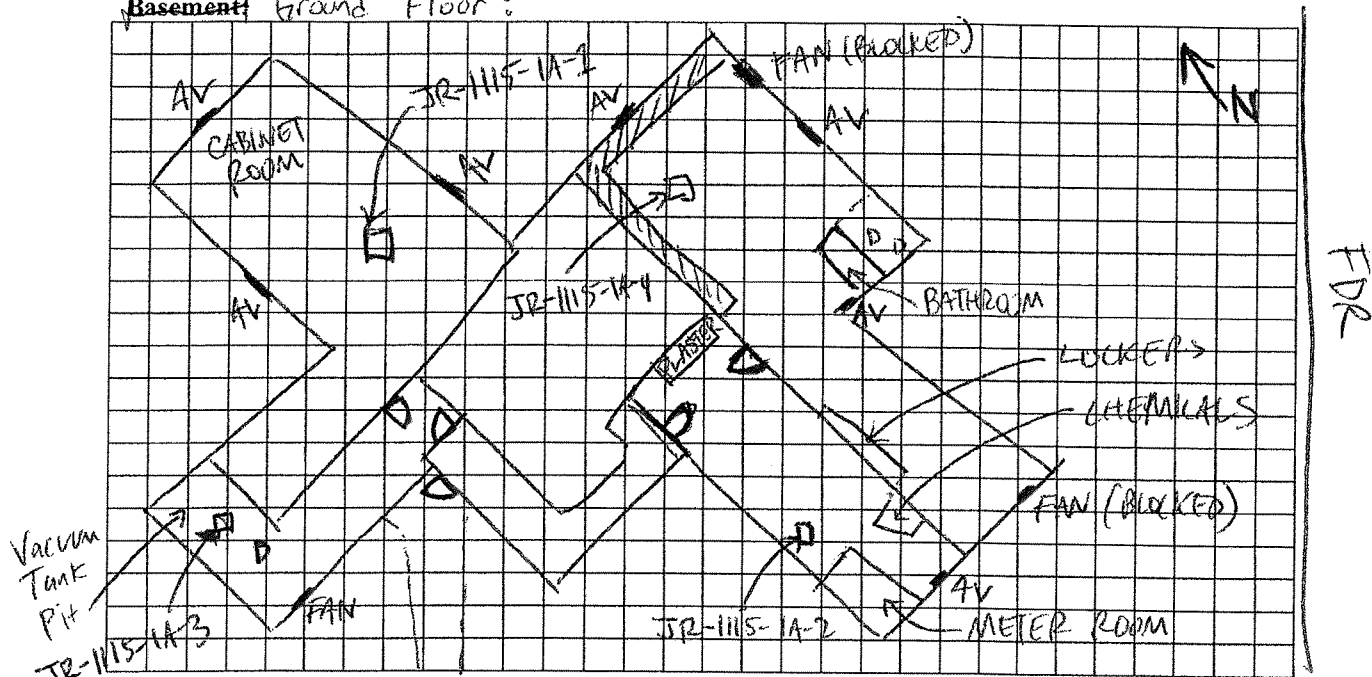 Basement: Ground Floor:
FAN (BLOCKED)
N
AV
JR-1115-1A-1
AV
AV
CABINET
ROOM
AV
D D
AV
JR-1115-1A-4
BATHROOM
AV
FDR
PLASTER
LOCKERS
CHEMICALS
FAN (BLOCKED)
Vacuum
Tank
Pit
D
FAN
AV
JR-1115-1A-3
JR-1115-1A-2
METER ROOM